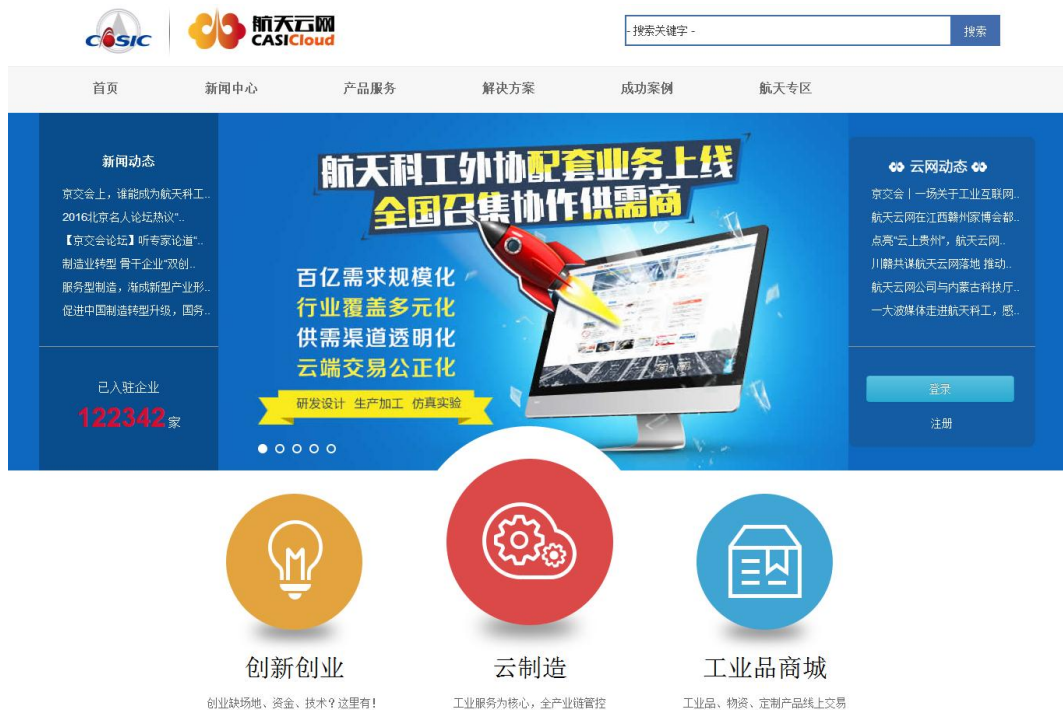 CASIC
航天云网
CASICloud
- 搜索关键字 -
搜索
首页 新闻中心 产品服务 解决方案 成功案例 航天专区
新闻动态
京交会上，谁能成为航天科工..
2016北京名人论坛热议“..
【京交会论坛】听专家论道“..
制造业转型 骨干企业“双创..
服务型制造，渐成新型产业形..
促进中国制造转型升级，国务..
已入驻企业
122342家
航天科工外协配套业务上线
全国召集协作供需商
百亿需求规模化
行业覆盖多元化
供需渠道透明化
云端交易公正化
研发设计 生产加工 仿真实验
云网动态
京交会丨一场关于工业互联网..
航天云网在江西赣州家博会都..
点亮“云上贵州”，航天云网..
川赣共谋航天云网落地 推动..
航天云网公司与内蒙古科技厅..
一大波媒体走进航天科工，感..
登录
注册
创新创业
创业缺场地、资金、技术？这里有！
云制造
工业服务为核心，全产业链管控
工业品商城
工业品、物资、定制产品线上交易